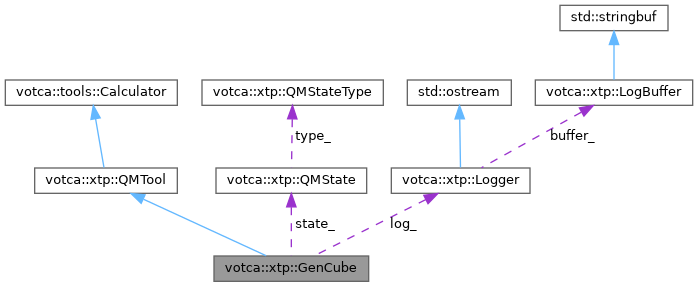 std::stringbuf
votca::tools::Calculator
votca::xtp::QMStateType
std::ostream
votca::xtp::LogBuffer
type_
buffer_
votca::xtp::QMTool
votca::xtp::QMState
votca::xtp::Logger
state_
log_
votca::xtp::GenCube